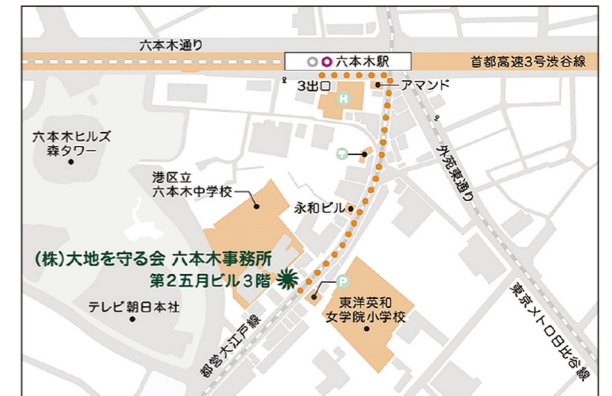 六本木通り
六本木駅
首都高速3号渋谷線
3出口
アマンド
H
六本木ヒルズ
森タワー
外苑東通り
港区立
六本木中学校
永和ビル
(株)大地を守る会 六本木事務所
第2五月ビル3階
P
東洋英和
女学院小学校
テレビ朝日本社
都営大江戸線
東京メトロ日比谷線